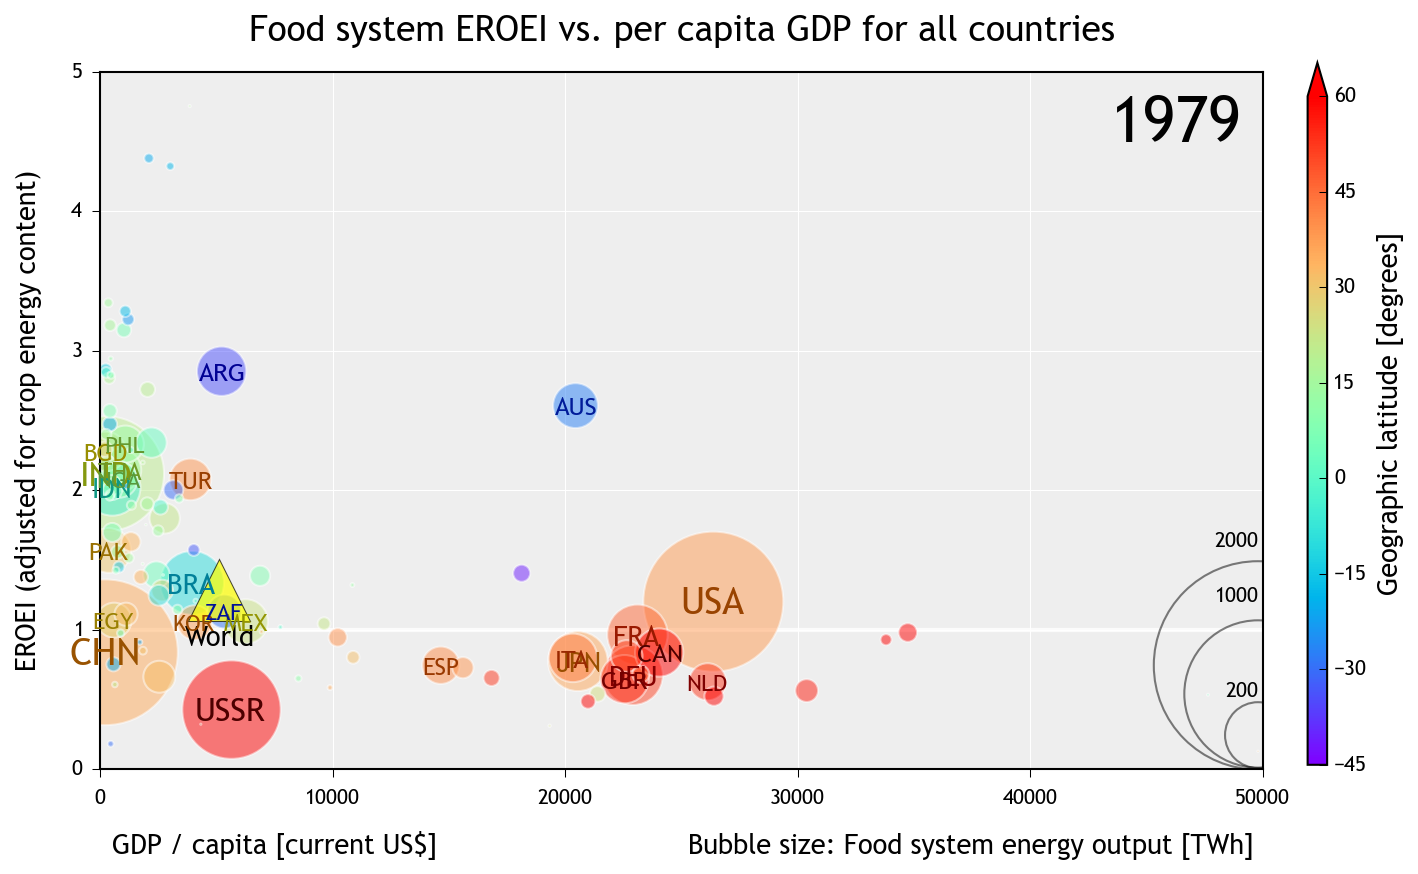 Food system EROEI vs. per capita GDP for all countries
1979
EROEI (adjusted for crop energy content)
5
4
3
2
1
0
ARG
AUS
PHL
BGD
IND
THA
NGA
IDN
TUR
PAK
BRA
USA
EGY
KOR
ZAF
MEX
World
CHN
FRA
CAN
ESP
ITA
JPN
DEU
GBR
NLD
USSR
2000
1000
200
0
10000
20000
30000
40000
50000
GDP / capita [current US$]
Bubble size: Food system energy output [TWh]
60
45
30
15
0
−15
−30
−45
Geographic latitude [degrees]